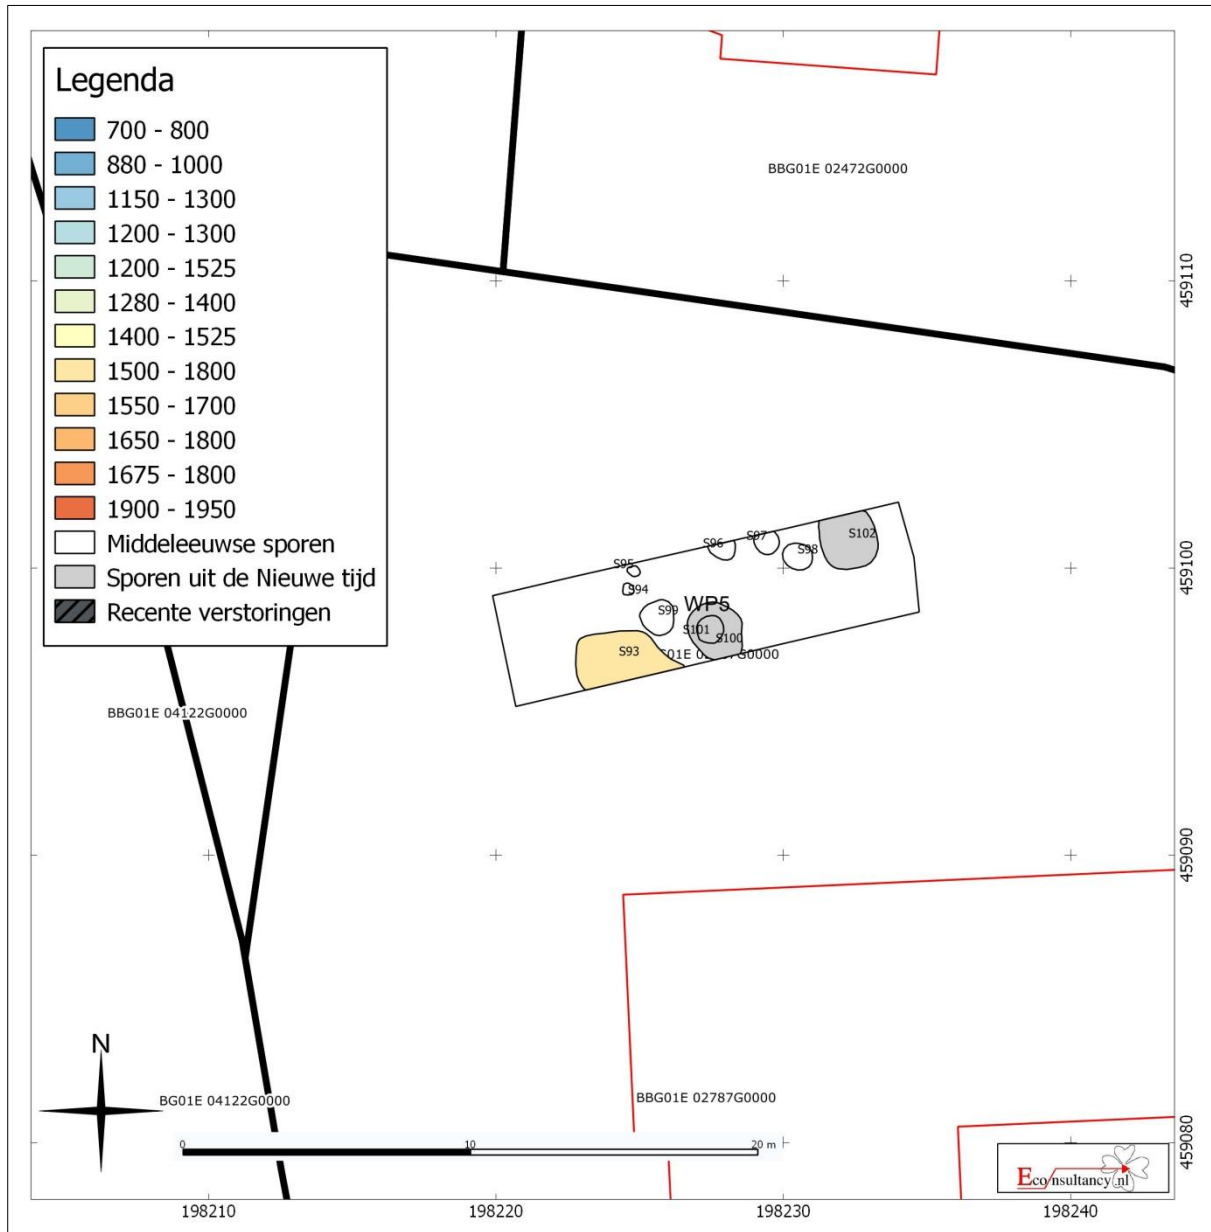 Legenda
700 - 800
880 - 1000
1150 - 1300
1200 - 1300
1200 - 1525
1280 - 1400
1400 - 1525
1500 - 1800
1550 - 1700
1650 - 1800
1675 - 1800
1900 - 1950
Middeleeuwse sporen
Sporen uit de Nieuwe tijd
Recente verstoringen
BBG01E 02472G0000
459110
S102
S97
S96
S98
S95
459100
S94
WP5
S99
S101
S100
S93
G0000
BBG01E 04122G0000
459090
N
BG01E 04122G0000
BBG01E 02787G0000
0 10 20 m
459080
Econsultancy.nl
198210 198220 198230 198240